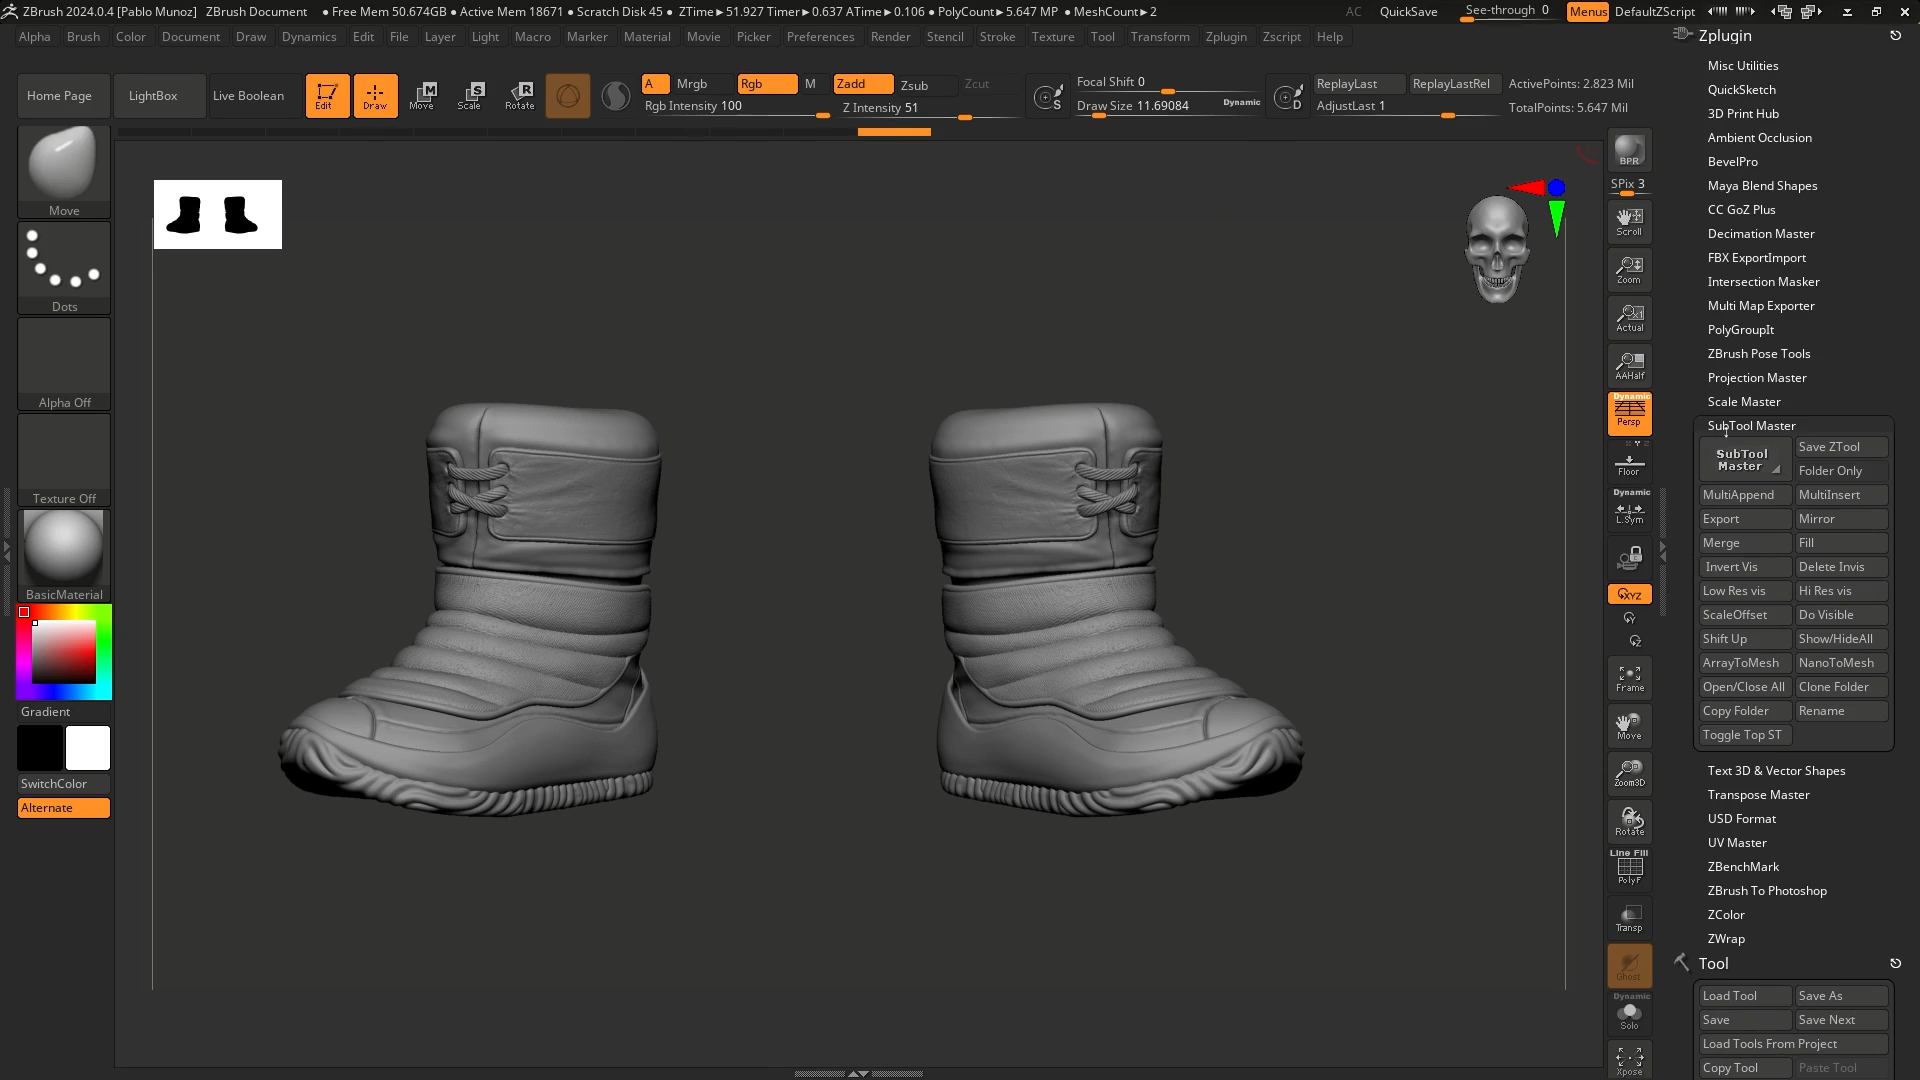 ZBrush 2024.0.4 [Pablo Munoz] ZBrush Document ● Free Mem 50.674GB ● Active Mem 18671 ● Scratch Disk 45 ● ZTime►51.927 Timer►0.637 ATime►0.106 ● PolyCount►5.647 MP ● MeshCount►2 AC QuickSave See-through 0 Menus DefaultZScript
Alpha Brush Color Document Draw Dynamics Edit File Layer Light Macro Marker Material Movie Picker Preferences Render Stencil Stroke Texture Tool Transform Zplugin Zscript Help
Home Page LightBox Live Boolean Edit Draw Move Scale Rotate
A Mrgb Rgb M Zadd Zsub Zcut
Rgb Intensity 100 Z Intensity 51
Focal Shift 0
Draw Size 11.69084 Dynamic
ReplayLast ReplayLastRel ActivePoints: 2.823 Mil
AdjustLast 1 TotalPoints: 5.647 Mil
Move
Dots
Alpha Off
Texture Off
BasicMaterial
Gradient
SwitchColor
Alternate
BPR
SPix 3
Scroll
Zoom
Actual
AAHalf
Dynamic
Persp
Floor
Dynamic
L.Sym
XYZ
Frame
Move
Zoom3D
Rotate
Line Fill
PolyF
Transp
Ghost
Dynamic
Solo
Xpose
Zplugin
Misc Utilities
QuickSketch
3D Print Hub
Ambient Occlusion
BevelPro
Maya Blend Shapes
CC GoZ Plus
Decimation Master
FBX ExportImport
Intersection Masker
Multi Map Exporter
PolyGroupIt
ZBrush Pose Tools
Projection Master
Scale Master
SubTool Master
SubTool Master Save ZTool
Folder Only
MultiAppend MultiInsert
Export Mirror
Merge Fill
Invert Vis Delete Invis
Low Res vis Hi Res vis
ScaleOffset Do Visible
Shift Up Show/HideAll
ArrayToMesh NanoToMesh
Open/Close All Clone Folder
Copy Folder Rename
Toggle Top ST
Text 3D & Vector Shapes
Transpose Master
USD Format
UV Master
ZBenchMark
ZBrush To Photoshop
ZColor
ZWrap
Tool
Load Tool Save As
Save Save Next
Load Tools From Project
Copy Tool Paste Tool